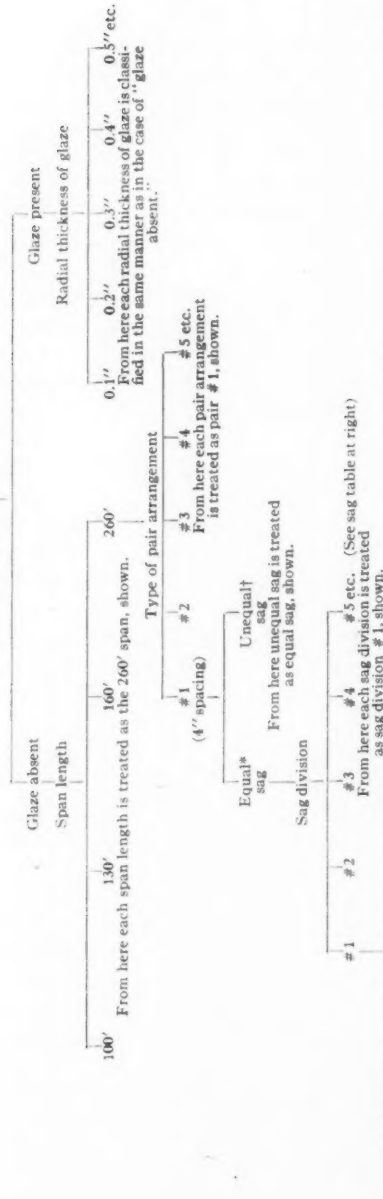 Glaze absent
Glaze present
Span length
Radial thickness of glaze
100′
130′
160′
260′
0.1″
0.2″
0.3″
0.4″
0.5″ etc.
From here each span length is treated as the 260′ span, shown.
From here each radial thickness of glaze is classi-
fied in the same manner as in the case of "glaze
absent."
Type of pair arrangement
#1
#2
#3
#4
#5 etc.
(4″ spacing)
From here each pair arrangement
is treated as pair #1, shown.
Equal*
sag
Unequal†
sag
From here unequal sag is treated
as equal sag, shown.
Sag division
#1
#2
#3
#4
#5 etc.
(See sag table at right)
From here each sag division is treated
as sag division #1, shown.